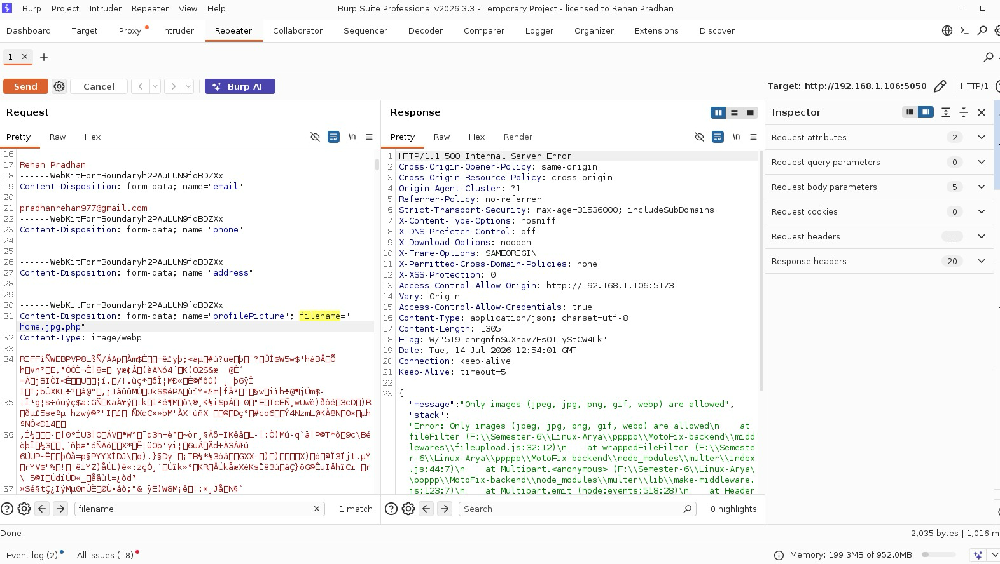 Burp Project Intruder Repeater View Help
Burp Suite Professional v2026.3.3 - Temporary Project - licensed to Rehan Pradhan
Dashboard Target Proxy Intruder Repeater Collaborator Sequencer Decoder Comparer Logger Organizer Extensions Discover
1
Send Cancel Burp AI
Target: http://192.168.1.106:5050 HTTP/1
Request
Pretty Raw Hex \n
16
17 Rehan Pradhan
18 ------WebKitFormBoundaryh2PAuLUN9fqBDZXx
19 Content-Disposition: form-data; name="email"
20
21 pradhanrehan977@gmail.com
22 ------WebKitFormBoundaryh2PAuLUN9fqBDZXx
23 Content-Disposition: form-data; name="phone"
24
25
26 ------WebKitFormBoundaryh2PAuLUN9fqBDZXx
27 Content-Disposition: form-data; name="address"
28
29
30 ------WebKitFormBoundaryh2PAuLUN9fqBDZXx
31 Content-Disposition: form-data; name="profilePicture"; filename="
home.jpg.php"
32 Content-Type: image/webp
33
34
35
36
37
filename
1 match
Response
Pretty Raw Hex Render \n
1 HTTP/1.1 500 Internal Server Error
2 Cross-Origin-Opener-Policy: same-origin
3 Cross-Origin-Resource-Policy: cross-origin
4 Origin-Agent-Cluster: ?1
5 Referrer-Policy: no-referrer
6 Strict-Transport-Security: max-age=31536000; includeSubDomains
7 X-Content-Type-Options: nosniff
8 X-DNS-Prefetch-Control: off
9 X-Download-Options: noopen
10 X-Frame-Options: SAMEORIGIN
11 X-Permitted-Cross-Domain-Policies: none
12 X-XSS-Protection: 0
13 Access-Control-Allow-Origin: http://192.168.1.106:5173
14 Vary: Origin
15 Access-Control-Allow-Credentials: true
16 Content-Type: application/json; charset=utf-8
17 Content-Length: 1305
18 ETag: W/"519-cnrgnfnSuXhpv7HsO1IyStCW4Lk"
19 Date: Tue, 14 Jul 2026 12:54:01 GMT
20 Connection: keep-alive
21 Keep-Alive: timeout=5
22
23 {
"message":"Only images (jpeg, jpg, png, gif, webp) are allowed",
"stack":
"Error: Only images (jpeg, jpg, png, gif, webp) are allowed\n    at
fileFilter (F:\\Semester-6\\Linux-Arya\\ppppp\\MotoFix-backend\\midd
lewares\\fileupload.js:32:12)\n    at wrappedFileFilter (F:\\Semeste
r-6\\Linux-Arya\\ppppp\\MotoFix-backend\\node_modules\\multer\\index
.js:44:7)\n    at Multipart.<anonymous> (F:\\Semester-6\\Linux-Arya\
\ppppp\\MotoFix-backend\\node_modules\\multer\\lib\\make-middleware.
js:123:7)\n    at Multipart.emit (node:events:518:28)\n    at Header
Search
0 highlights
Inspector
Request attributes 2
Request query parameters 0
Request body parameters 5
Request cookies 0
Request headers 11
Response headers 20
Done
2,035 bytes | 1,016 m
Event log (2) All issues (18)
Memory: 199.3MB of 952.0MB